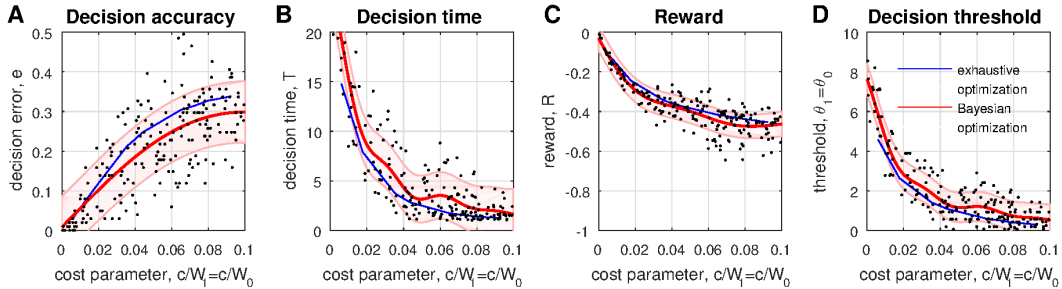 A Decision accuracy
decision error, e
0.5
0.4
0.3
0.2
0.1
0
0 0.02 0.04 0.06 0.08 0.1
cost parameter, c/W₁=c/W₀
B Decision time
decision time, T
20
15
10
5
0
0.02 0.04 0.06 0.08 0.1
cost parameter, c/W₁=c/W₀
C Reward
reward, R
0
-0.2
-0.4
-0.6
-0.8
-1
0 0.02 0.04 0.06 0.08 0.1
cost parameter, c/W₁=c/W₀
D Decision threshold
threshold, θ₁=θ₀
10
8
6
4
2
0
exhaustive
optimization
Bayesian
optimization
0 0.02 0.04 0.06 0.08 0.1
cost parameter, c/W₁=c/W₀